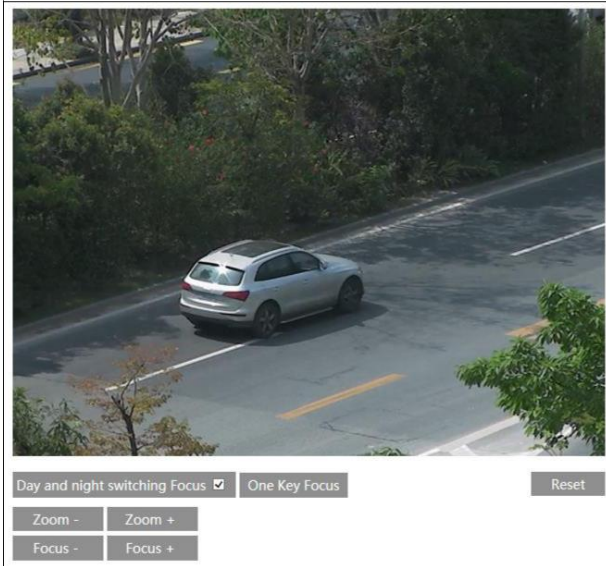 Day and night switching Focus One Key Focus Reset
Zoom - Zoom +
Focus - Focus +